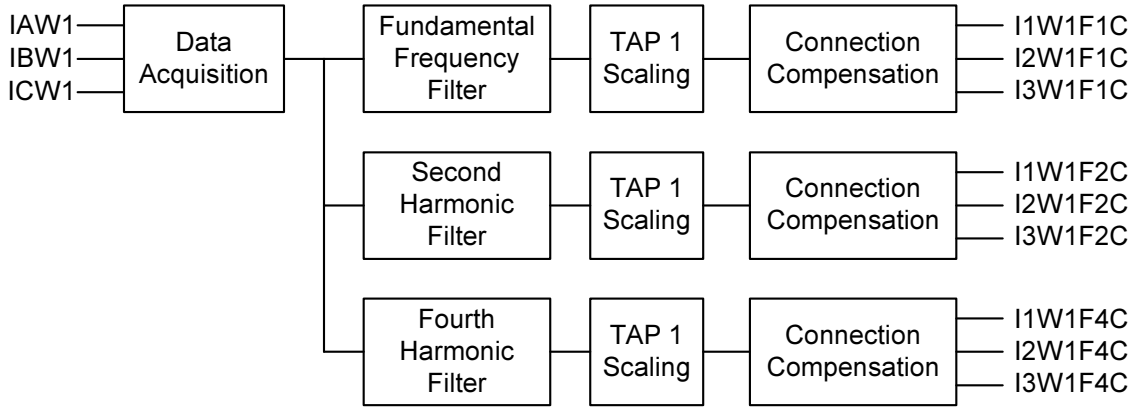 IAW1
IBW1
ICW1
Data
Acquisition
Fundamental
Frequency
Filter
TAP 1
Scaling
Connection
Compensation
I1W1F1C
I2W1F1C
I3W1F1C
Second
Harmonic
Filter
TAP 1
Scaling
Connection
Compensation
I1W1F2C
I2W1F2C
I3W1F2C
Fourth
Harmonic
Filter
TAP 1
Scaling
Connection
Compensation
I1W1F4C
I2W1F4C
I3W1F4C